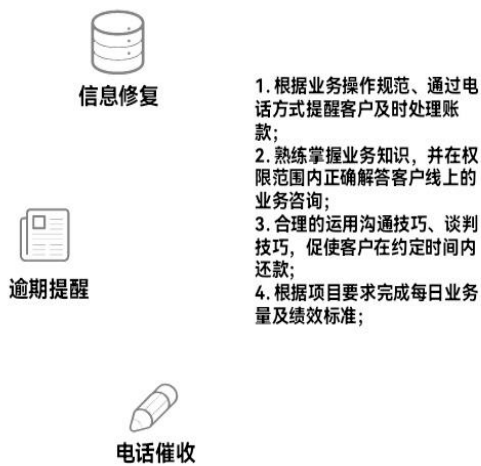 信息修复
1. 根据业务操作规范、通过电
话方式提醒客户及时处理账
款；
2. 熟练掌握业务知识，并在权
限范围内正确解答客户线上的
业务咨询；
3. 合理的运用沟通技巧、谈判
技巧，促使客户在约定时间内
还款；
4. 根据项目要求完成每日业务
量及绩效标准；
逾期提醒
电话催收